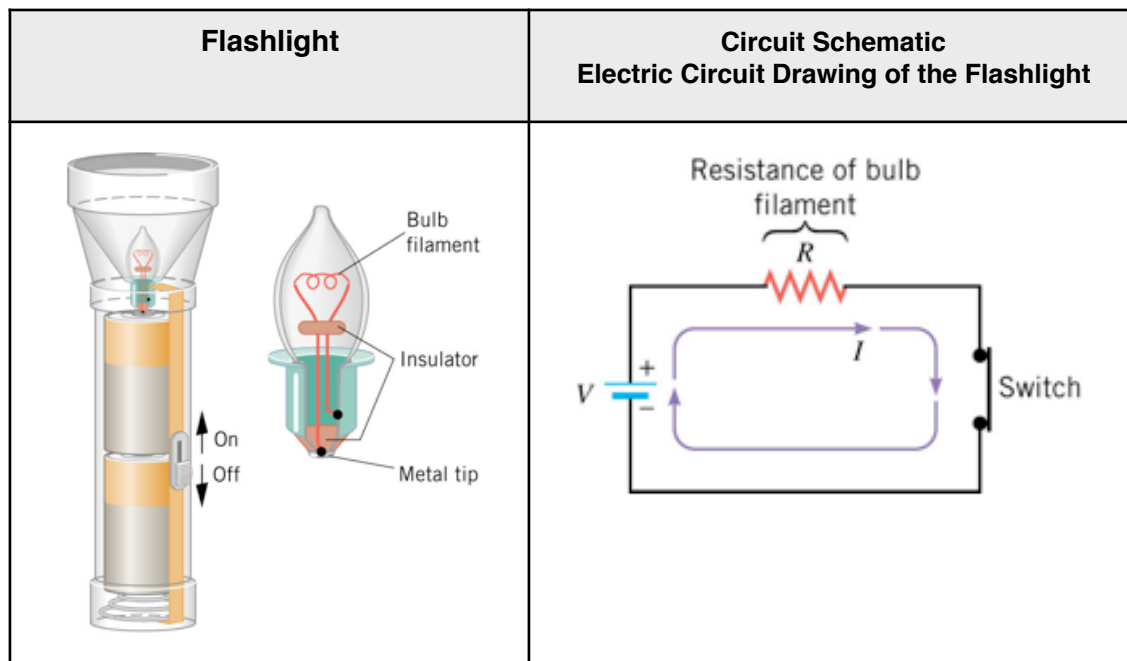 Flashlight
Circuit Schematic
Electric Circuit Drawing of the Flashlight
Bulb
filament
Insulator
On
Off
Metal tip
Resistance of bulb
filament
R
I
V
+
−
Switch